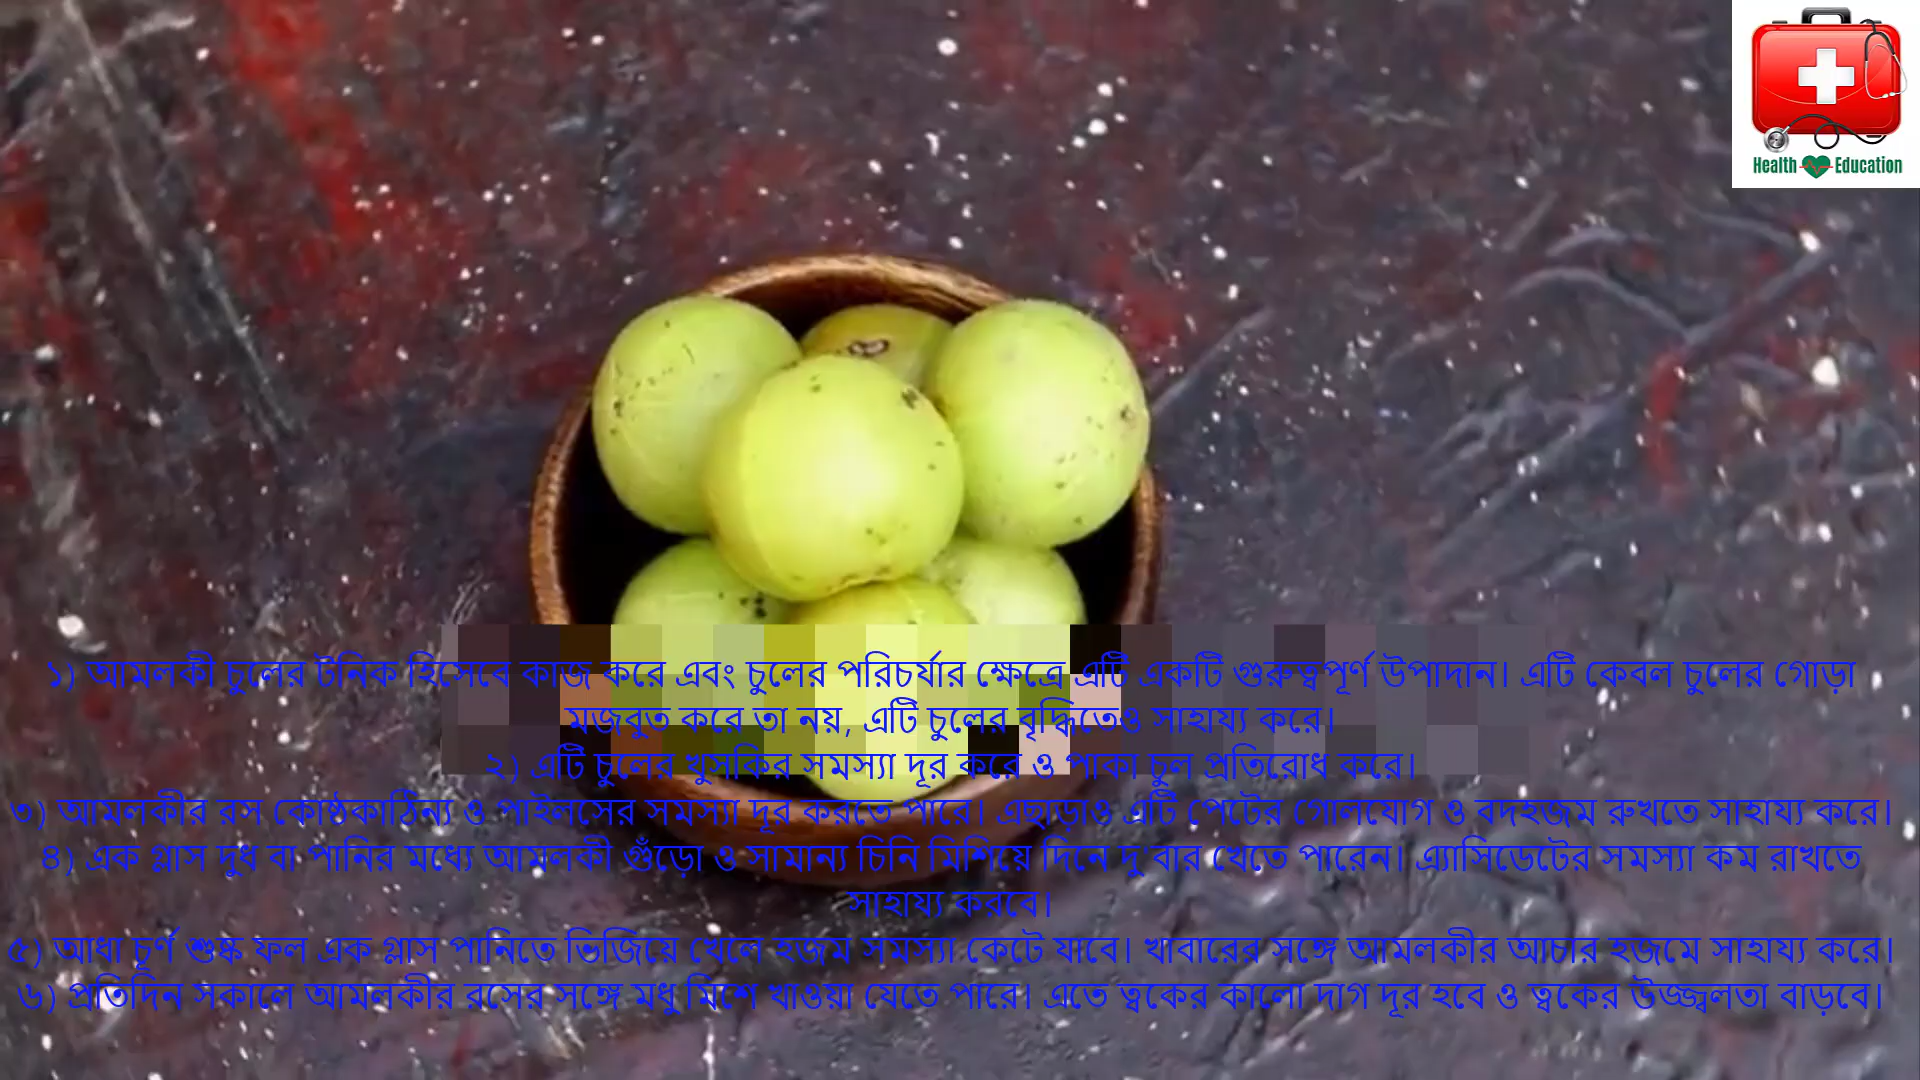 Health Education
১) আমলকী চুলের টনিক হিসেবে কাজ করে এবং চুলের পরিচর্যার ক্ষেত্রে এটি একটি গুরুত্বপূর্ণ উপাদান। এটি কেবল চুলের গোড়া
মজবুত করে তা নয়, এটি চুলের বৃদ্ধিতেও সাহায্য করে।
২) এটি চুলের খুসকির সমস্যা দূর করে ও পাকা চুল প্রতিরোধ করে।
৩) আমলকীর রস কোষ্ঠকাঠিন্য ও পাইলসের সমস্যা দূর করতে পারে। এছাড়াও এটি পেটের গোলযোগ ও বদহজম রুখতে সাহায্য করে।
৪) এক গ্লাস দুধ বা পানির মধ্যে আমলকী গুঁড়ো ও সামান্য চিনি মিশিয়ে দিনে দু'বার খেতে পারেন। এ্যাসিডেটের সমস্যা কম রাখতে
সাহায্য করবে।
৫) আধা চূর্ণ শুষ্ক ফল এক গ্লাস পানিতে ভিজিয়ে খেলে হজম সমস্যা কেটে যাবে। খাবারের সঙ্গে আমলকীর আচার হজমে সাহায্য করে।
৬) প্রতিদিন সকালে আমলকীর রসের সঙ্গে মধু মিশে খাওয়া যেতে পারে। এতে ত্বকের কালো দাগ দূর হবে ও ত্বকের উজ্জ্বলতা বাড়বে।